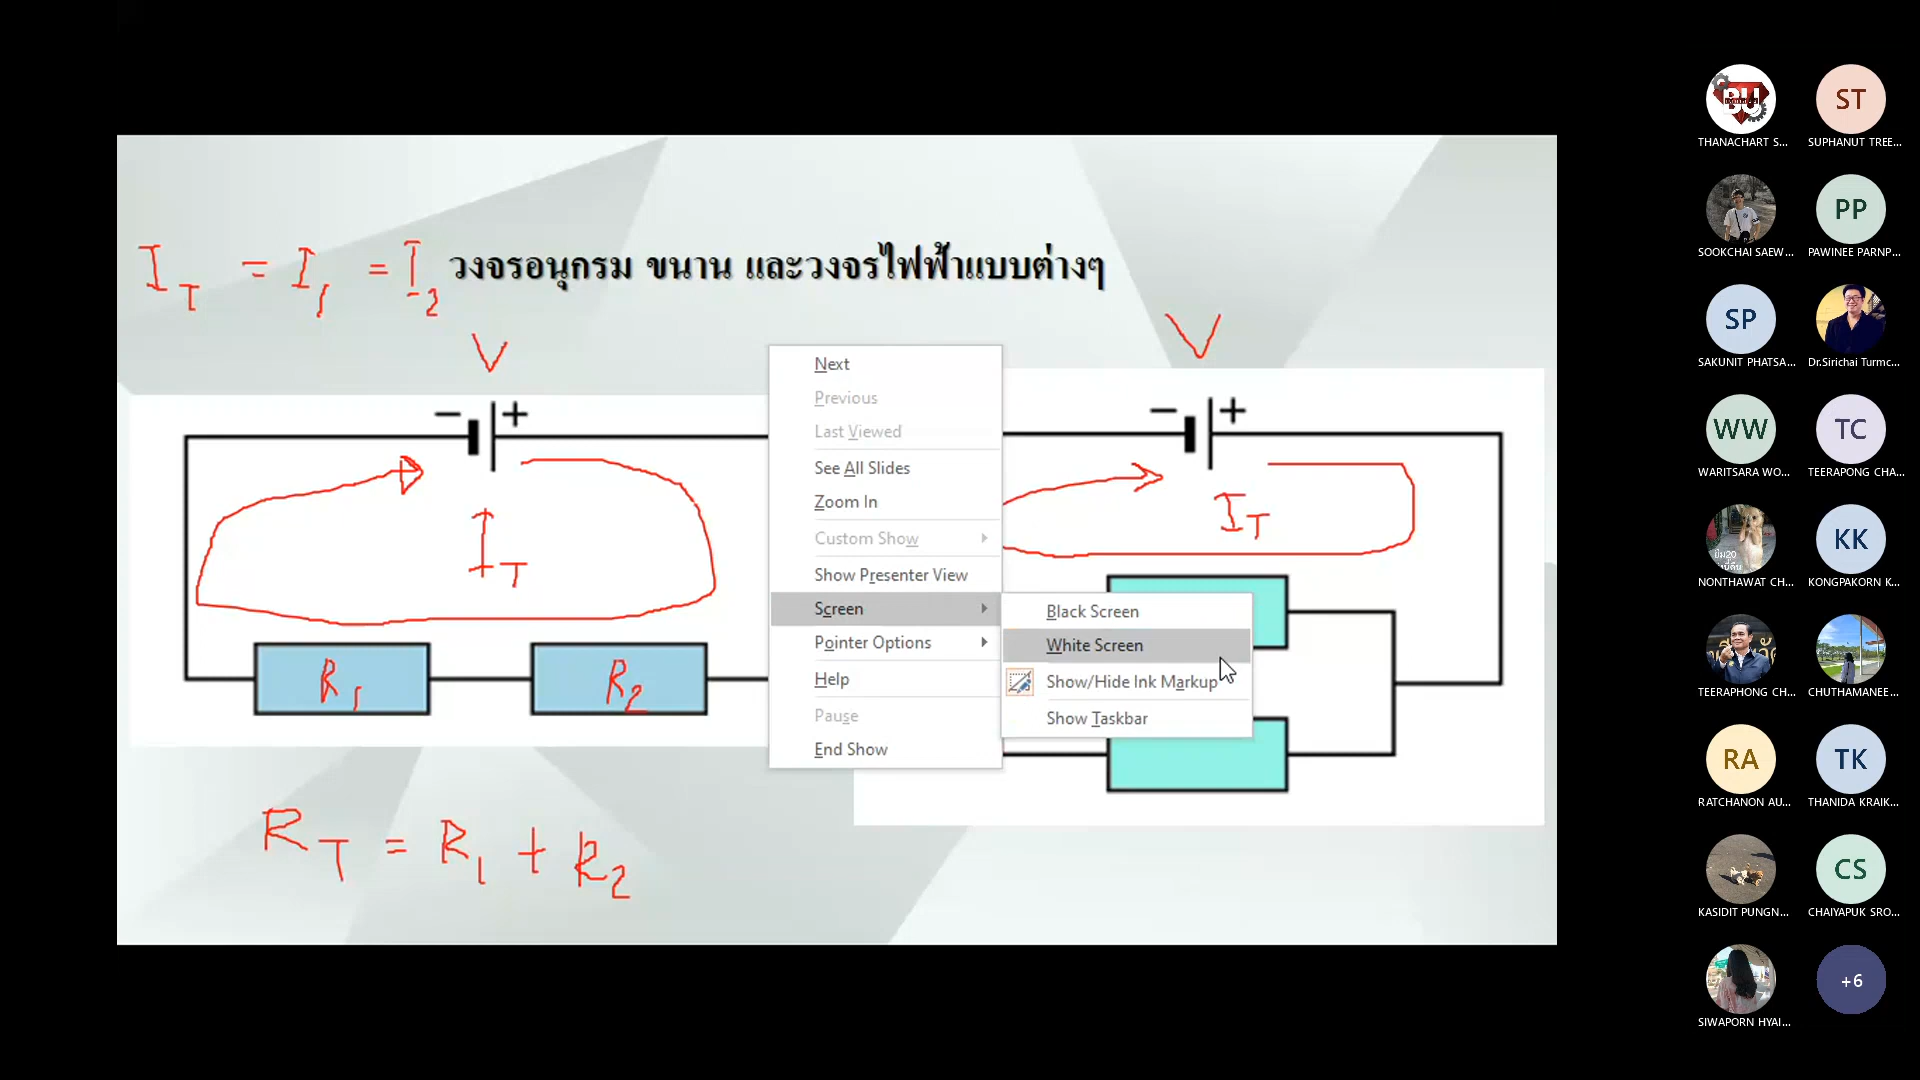 I_T = I_1 = I_2 วงจรอนุกรม ขนาน และวงจรไฟฟ้าแบบต่างๆ
V
V
− +
− +
I_T
I_T
R_1
R_2
R_T = R_1 + R_2
Next
Previous
Last Viewed
See All Slides
Zoom In
Custom Show
Show Presenter View
Screen
Pointer Options
Help
Pause
End Show
Black Screen
White Screen
Show/Hide Ink Markup
Show Taskbar
BU
THANACHART S...
ST
SUPHANUT TREE...
SOOKCHAI SAEW...
PP
PAWINEE PARNP...
SP
SAKUNIT PHATSA...
Dr.Sirichai Turmc...
WW
WARITSARA WO...
TC
TEERAPONG CHA...
NONTHAWAT CH...
KK
KONGPAKORN K...
TEERAPHONG CH...
CHUTHAMANEE...
RA
RATCHANON AU...
TK
THANIDA KRAIK...
KASIDIT PUNGN...
CS
CHAIYAPUK SRO...
SIWAPORN HYAI...
+6